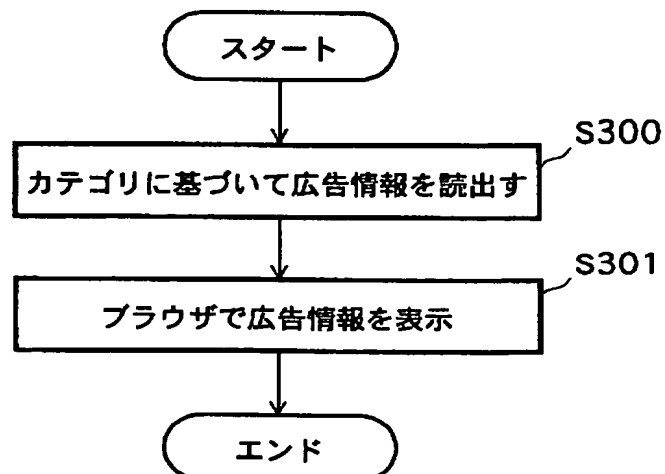 スタート
S300
カテゴリに基づいて広告情報を読出す
S301
ブラウザで広告情報を表示
エンド